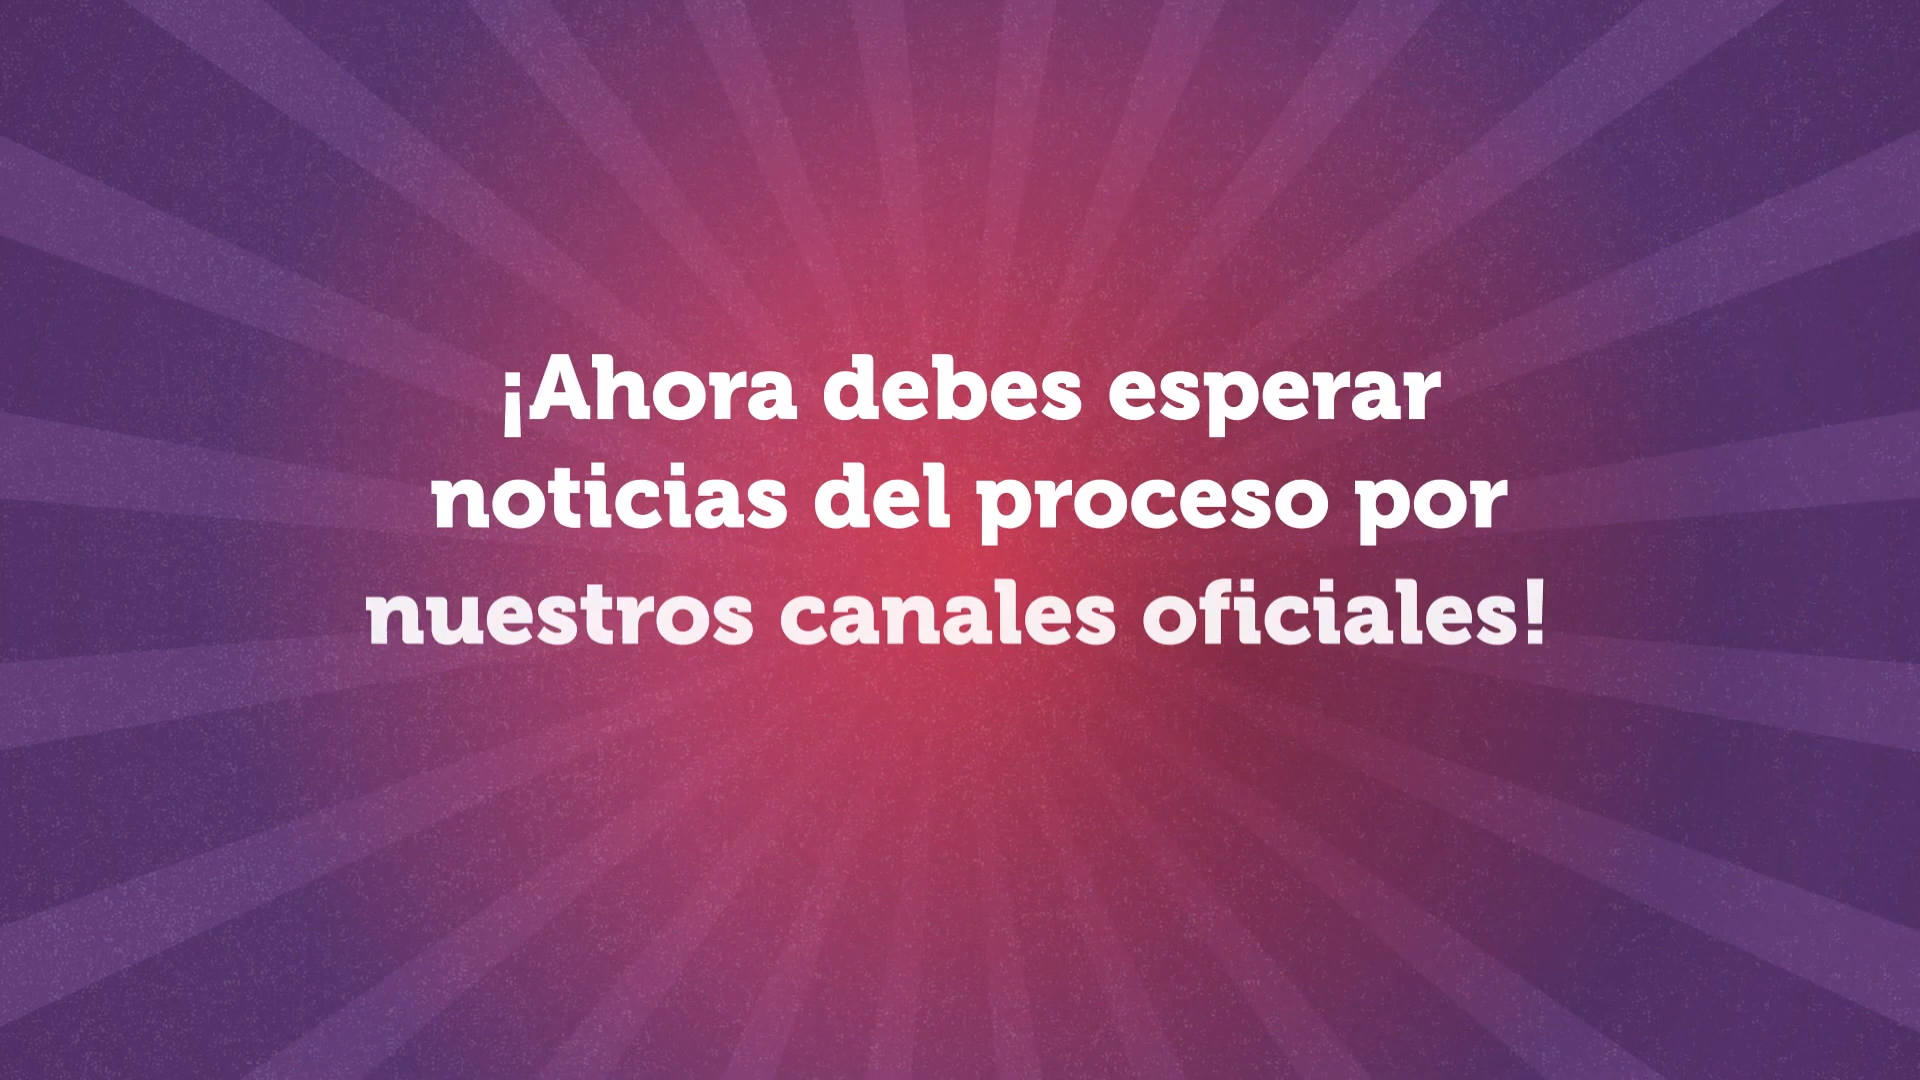 ¡Ahora debes esperar
noticias del proceso por
nuestros canales oficiales!